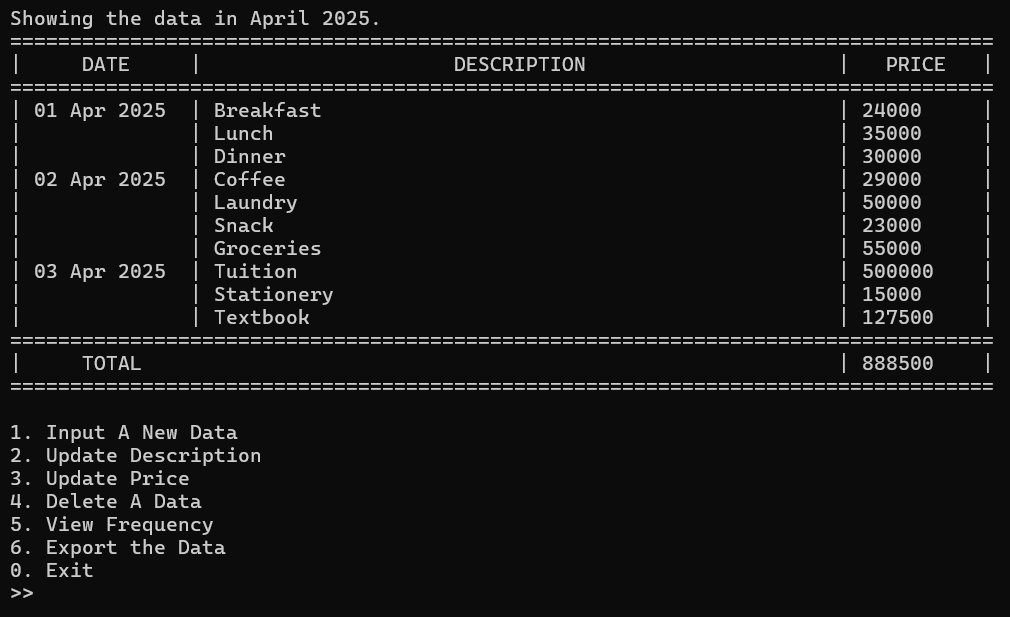 Showing the data in April 2025.
==================================================================================
|     DATE     |                     DESCRIPTION                     |   PRICE   |
==================================================================================
| 01 Apr 2025  | Breakfast                                           | 24000     |
|              | Lunch                                               | 35000     |
|              | Dinner                                              | 30000     |
| 02 Apr 2025  | Coffee                                              | 29000     |
|              | Laundry                                             | 50000     |
|              | Snack                                               | 23000     |
|              | Groceries                                           | 55000     |
| 03 Apr 2025  | Tuition                                             | 500000    |
|              | Stationery                                          | 15000     |
|              | Textbook                                            | 127500    |
==================================================================================
|     TOTAL                                                          | 888500    |
==================================================================================
1. Input A New Data
2. Update Description
3. Update Price
4. Delete A Data
5. View Frequency
6. Export the Data
0. Exit
>>